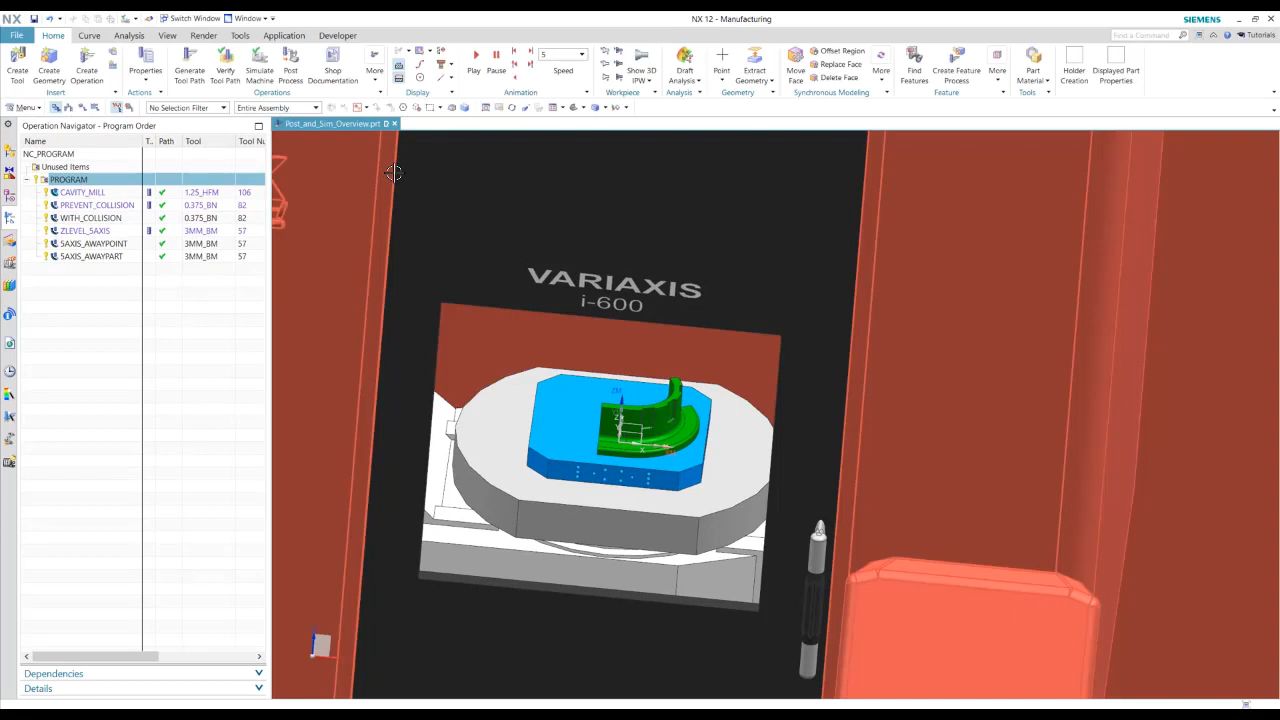 NX
Switch Window
Window
NX 12 - Manufacturing
SIEMENS
File
Home
Curve
Analysis
View
Render
Tools
Application
Developer
Find a Command
Tutorials
Create Tool
Create Geometry
Create Operation
Properties
Generate Tool Path
Verify Tool Path
Simulate Machine
Post Process
Shop Documentation
More
Play
Pause
5
Speed
Show 3D IPW
Draft Analysis
Point
Extract Geometry
Move Face
Offset Region
Replace Face
Delete Face
More
Find Features
Create Feature Process
More
Part Material
Holder Creation
Displayed Part Properties
Insert
Actions
Operations
Display
Animation
Workpiece
Analysis
Geometry
Synchronous Modeling
Feature
Tools
Menu
No Selection Filter
Entire Assembly
Operation Navigator - Program Order
Post_and_Sim_Overview.prt
Name
T..
Path
Tool
Tool Nu
NC_PROGRAM
Unused Items
PROGRAM
CAVITY_MILL 1.25_HFM 106
PREVENT_COLLISION 0.375_BN 82
WITH_COLLISION 0.375_BN 82
ZLEVEL_5AXIS 3MM_BM 57
5AXIS_AWAYPOINT 3MM_BM 57
5AXIS_AWAYPART 3MM_BM 57
VARIAXIS
i-600
X
Dependencies
Details